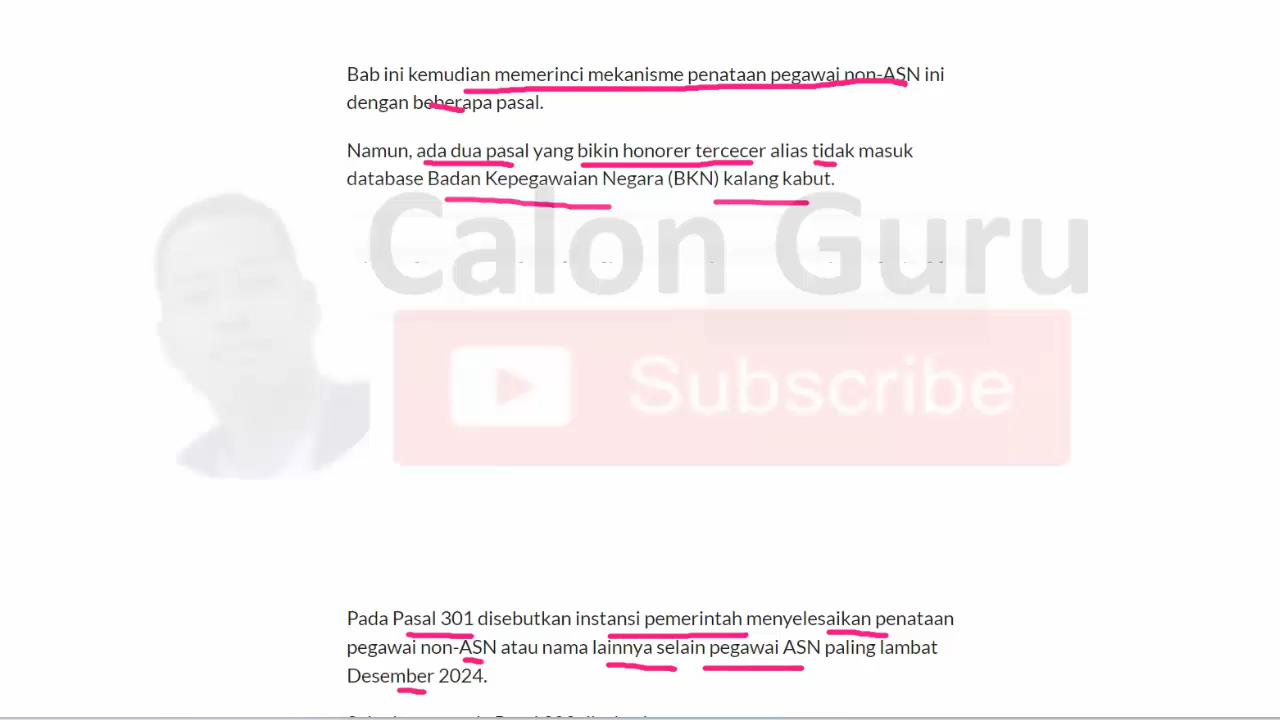 Bab ini kemudian memerinci mekanisme penataan pegawai non-ASN ini
dengan beberapa pasal.
Namun, ada dua pasal yang bikin honorer tercecer alias tidak masuk
database Badan Kepegawaian Negara (BKN) kalang kabut.
Calon Guru
Subscribe
Pada Pasal 301 disebutkan instansi pemerintah menyelesaikan penataan
pegawai non-ASN atau nama lainnya selain pegawai ASN paling lambat
Desember 2024.